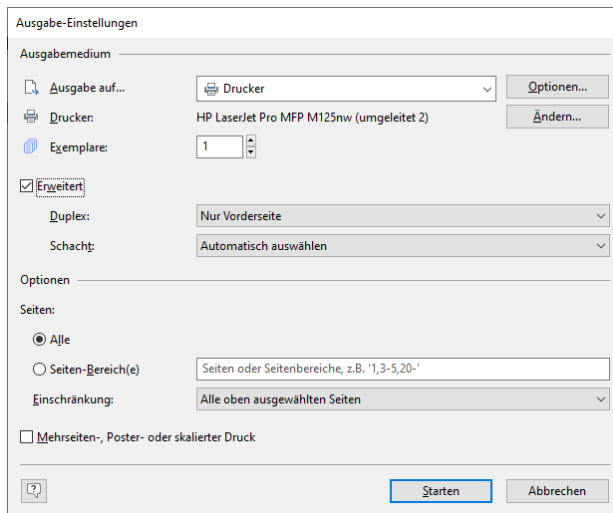 Ausgabe-Einstellungen
Ausgabemedium
Ausgabe auf... Drucker Optionen...
Drucker: HP LaserJet Pro MFP M125nw (umgeleitet 2) Ändern...
Exemplare: 1
Erweitert
Duplex: Nur Vorderseite
Schacht: Automatisch auswählen
Optionen
Seiten:
Alle
Seiten-Bereich(e) Seiten oder Seitenbereiche, z.B. '1,3-5,20-'
Einschränkung: Alle oben ausgewählten Seiten
Mehrseiten-, Poster- oder skalierter Druck
Starten Abbrechen